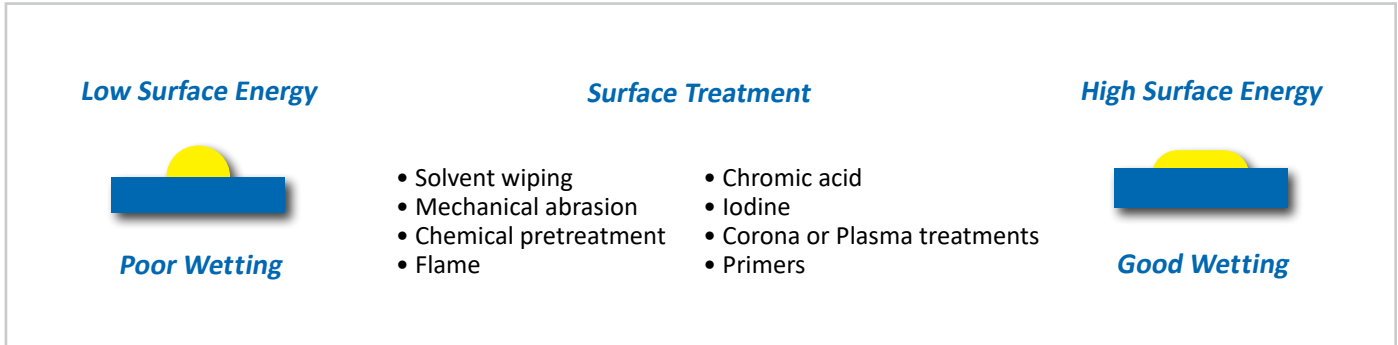 Low Surface Energy
Poor Wetting
Surface Treatment
• Solvent wiping
• Mechanical abrasion
• Chemical pretreatment
• Flame
• Chromic acid
• Iodine
• Corona or Plasma treatments
• Primers
High Surface Energy
Good Wetting